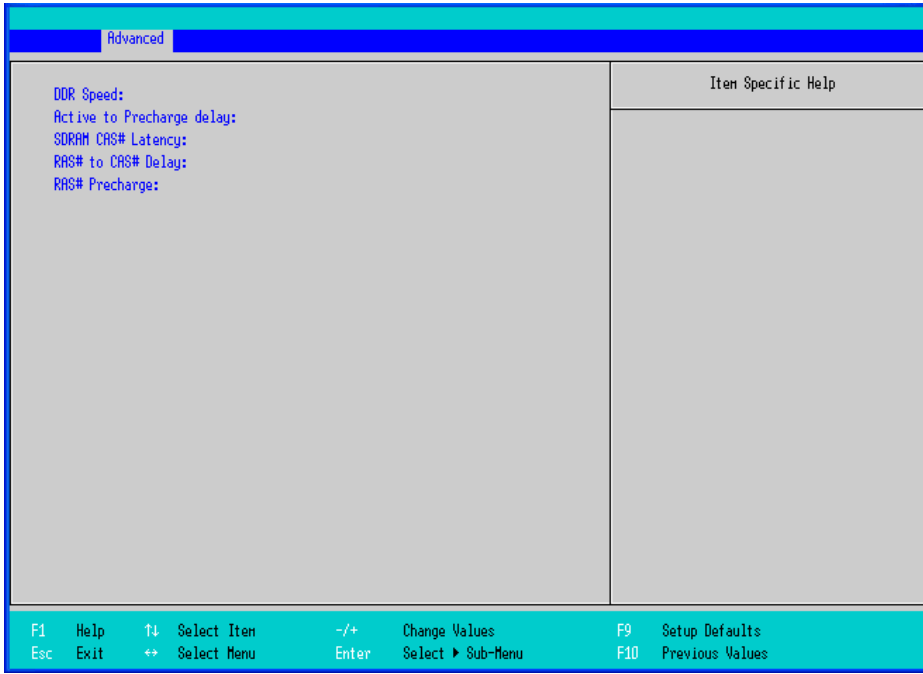 Advanced
Item Specific Help
DDR Speed:
Active to Precharge delay:
SDRAM CAS# Latency:
RAS# to CAS# Delay:
RAS# Precharge:
F1 Help ↑↓ Select Item -/+ Change Values F9 Setup Defaults
Esc Exit ↔ Select Menu Enter Select ▶ Sub-Menu F10 Previous Values